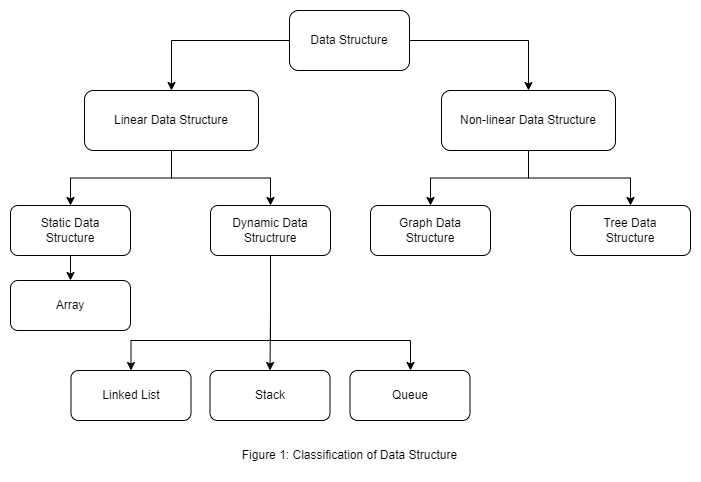 Data Structure
Linear Data Structure
Non-linear Data Structure
Static Data
Structure
Dynamic Data
Structrure
Graph Data
Structure
Tree Data
Structure
Array
Linked List
Stack
Queue
Figure 1: Classification of Data Structure